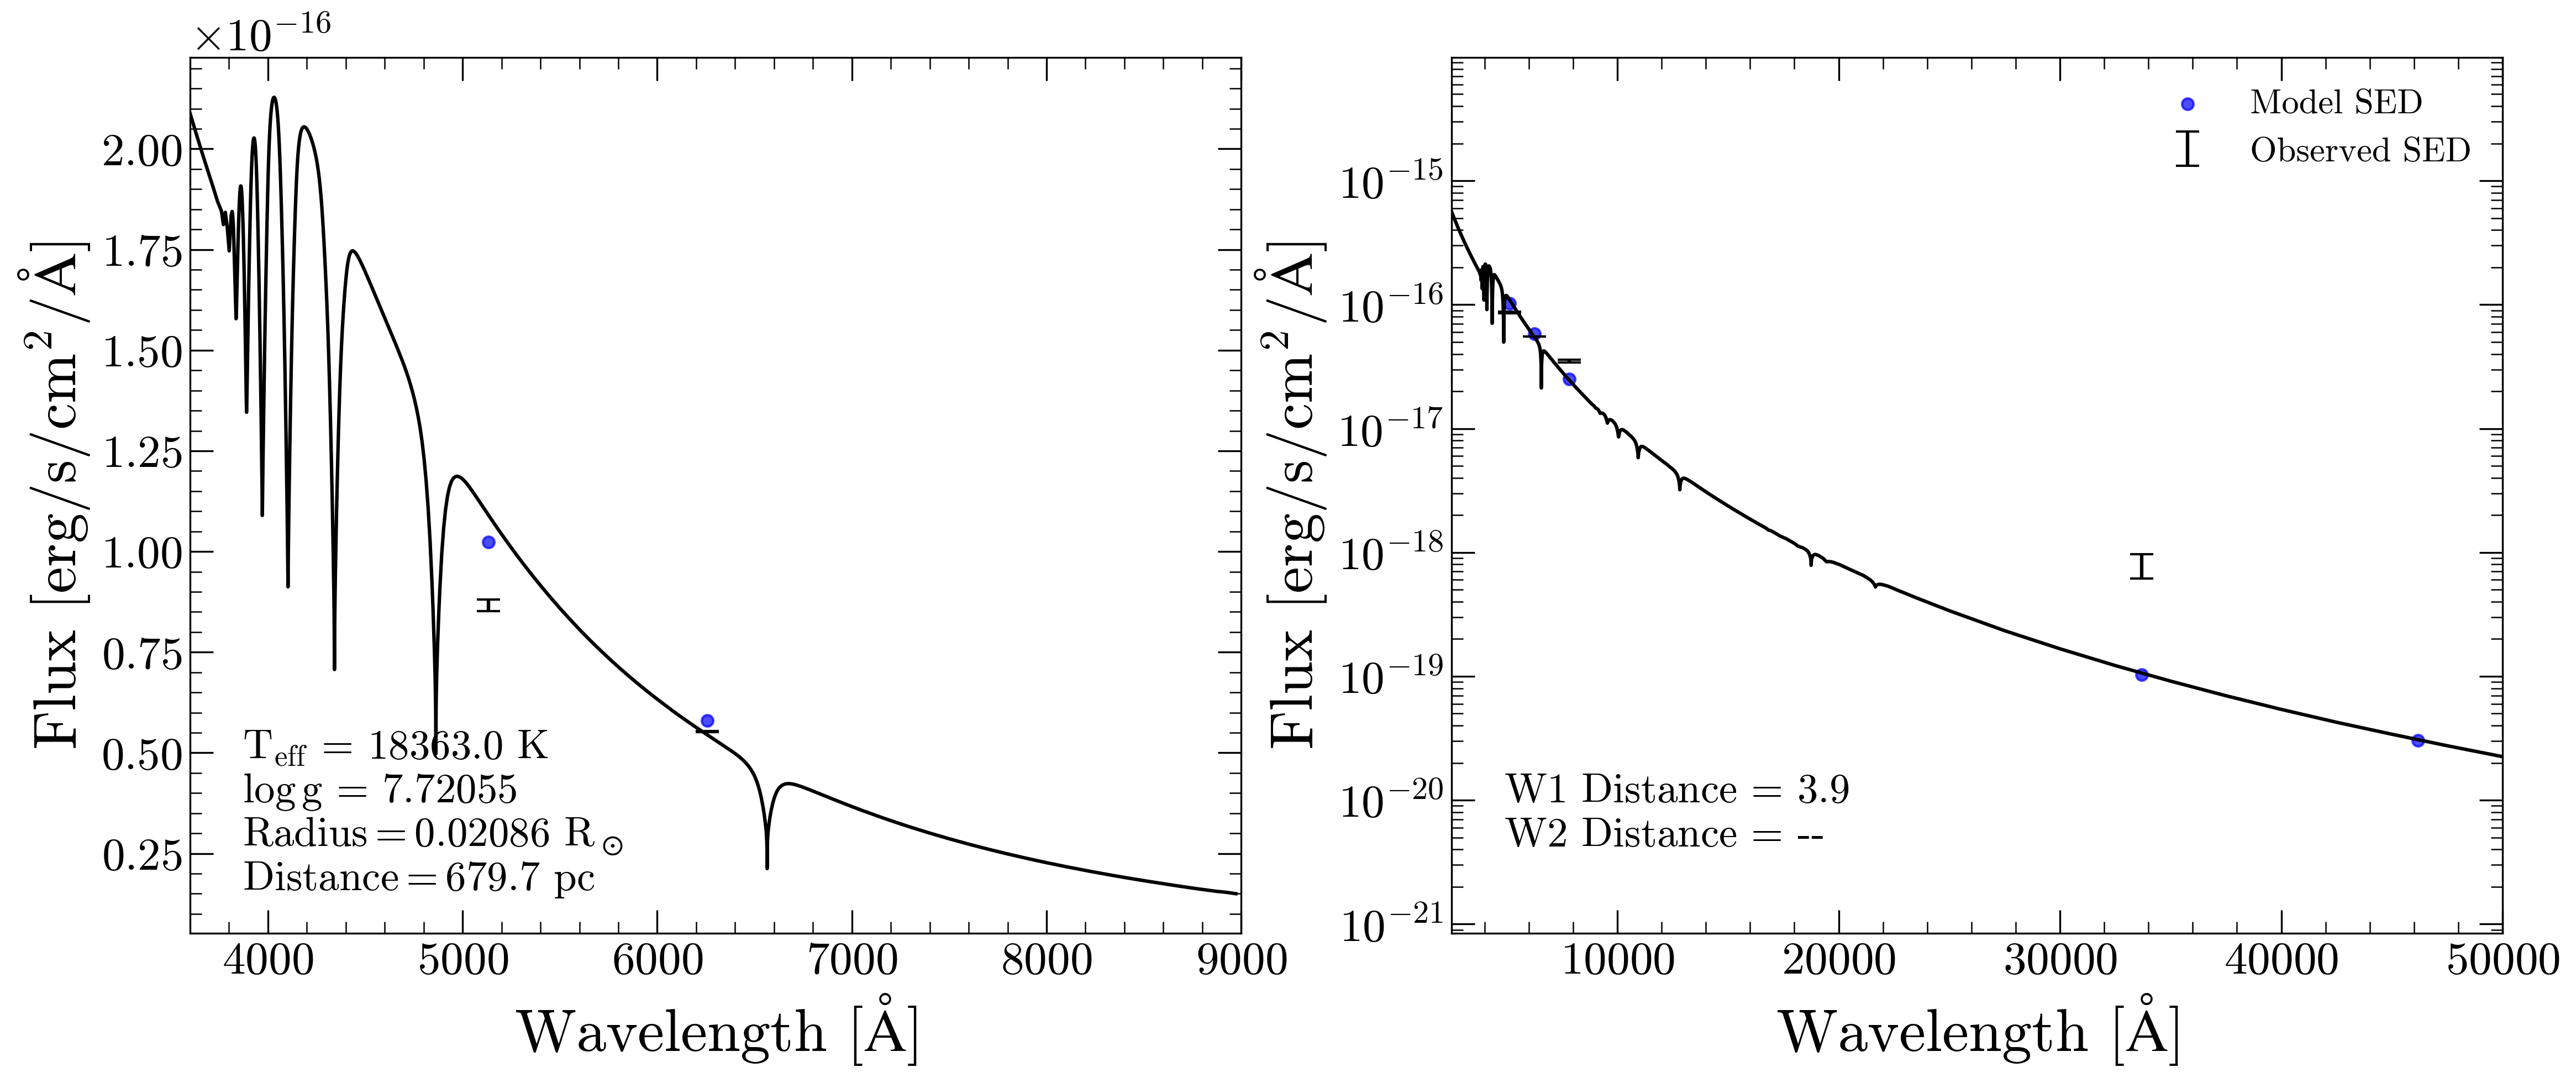 ×10⁻¹⁶
Flux [erg/s/cm²/Å]
2.00
1.75
1.50
1.25
1.00
0.75
0.50
0.25
T_eff = 18363.0 K
log g = 7.72055
Radius = 0.02086 R_⊙
Distance = 679.7 pc
4000 5000 6000 7000 8000 9000
Wavelength [Å]
Flux [erg/s/cm²/Å]
10⁻¹⁵
10⁻¹⁶
10⁻¹⁷
10⁻¹⁸
10⁻¹⁹
10⁻²⁰
10⁻²¹
Model SED
Observed SED
W1 Distance = 3.9
W2 Distance = --
10000 20000 30000 40000 50000
Wavelength [Å]